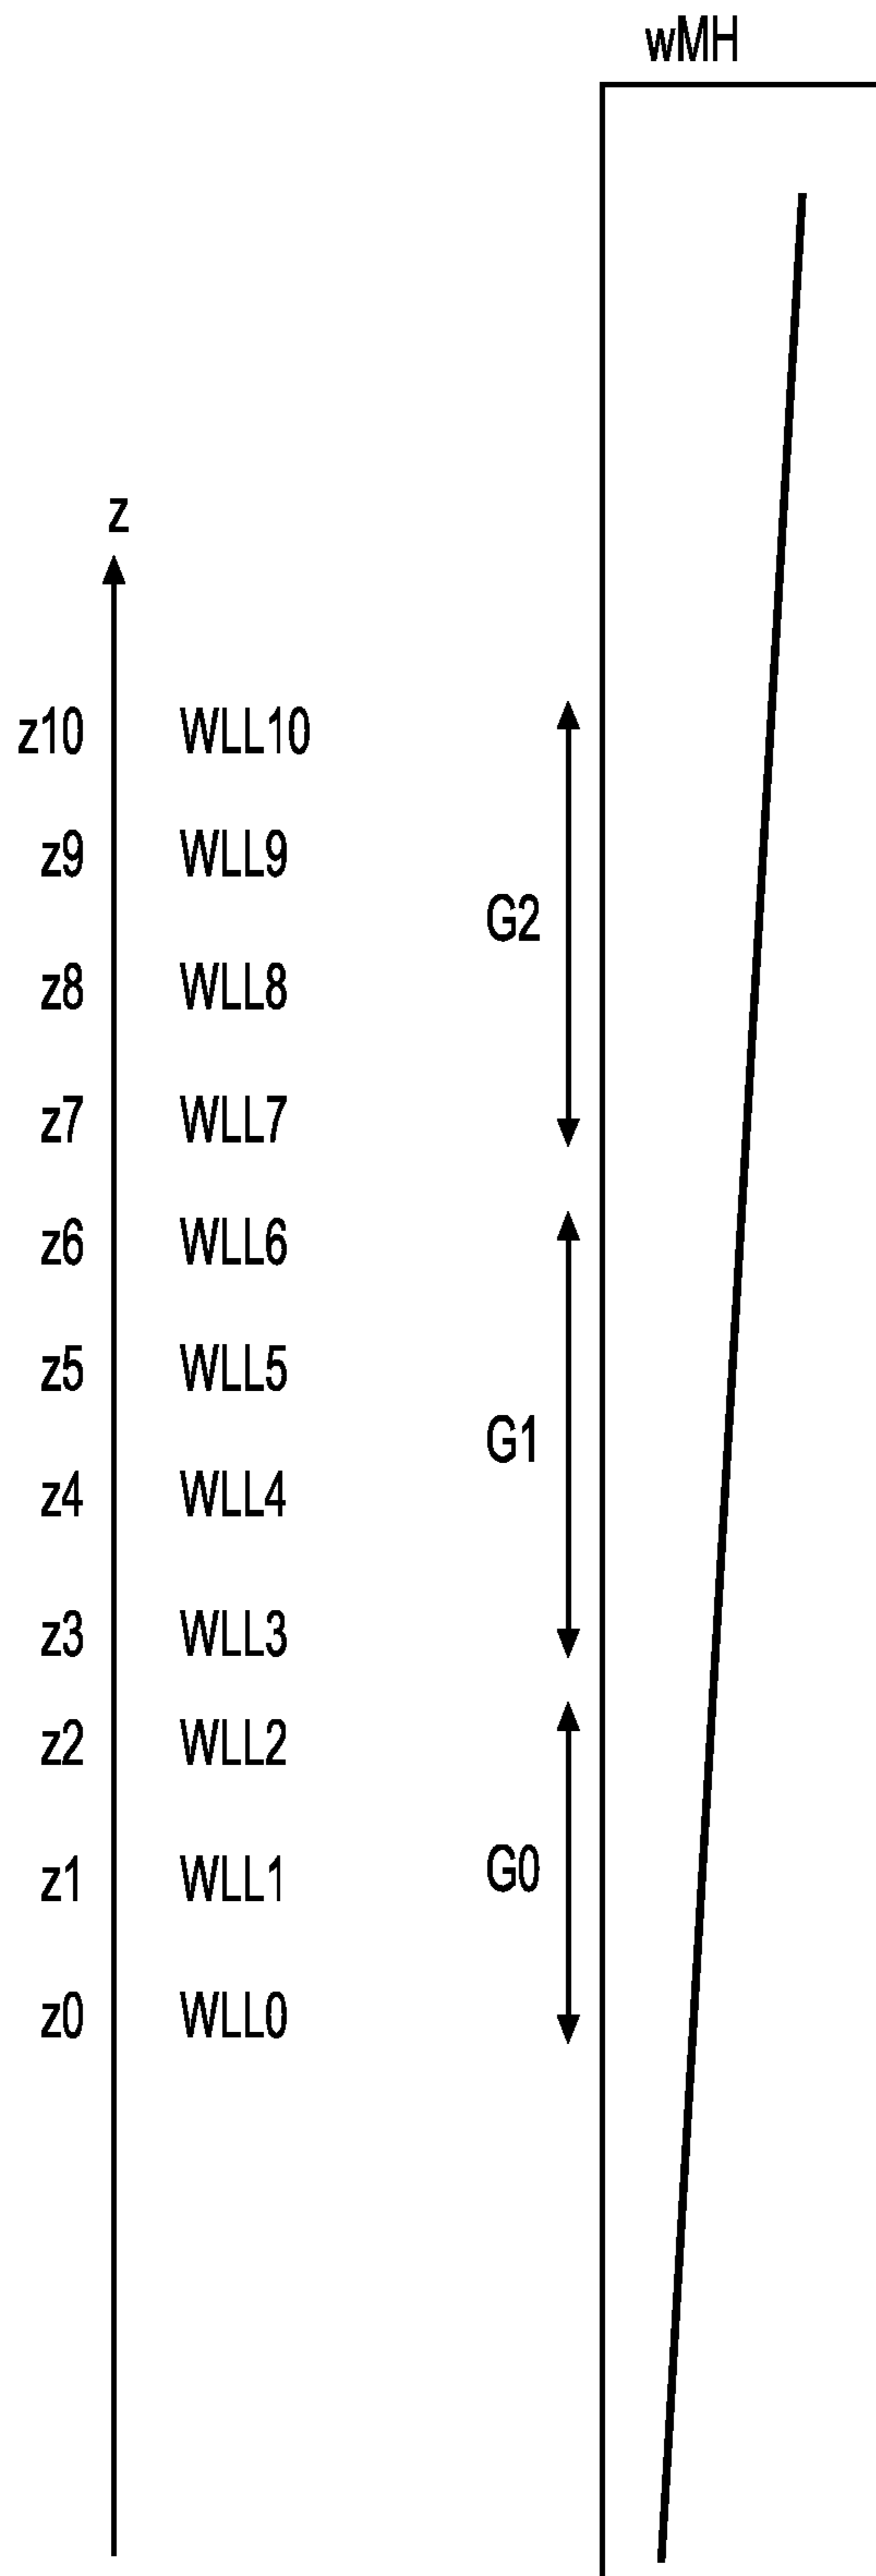 wMH
z
z10 WLL10
z9 WLL9
G2
z8 WLL8
z7 WLL7
z6 WLL6
z5 WLL5
G1
z4 WLL4
z3 WLL3
z2 WLL2
z1 WLL1
G0
z0 WLL0